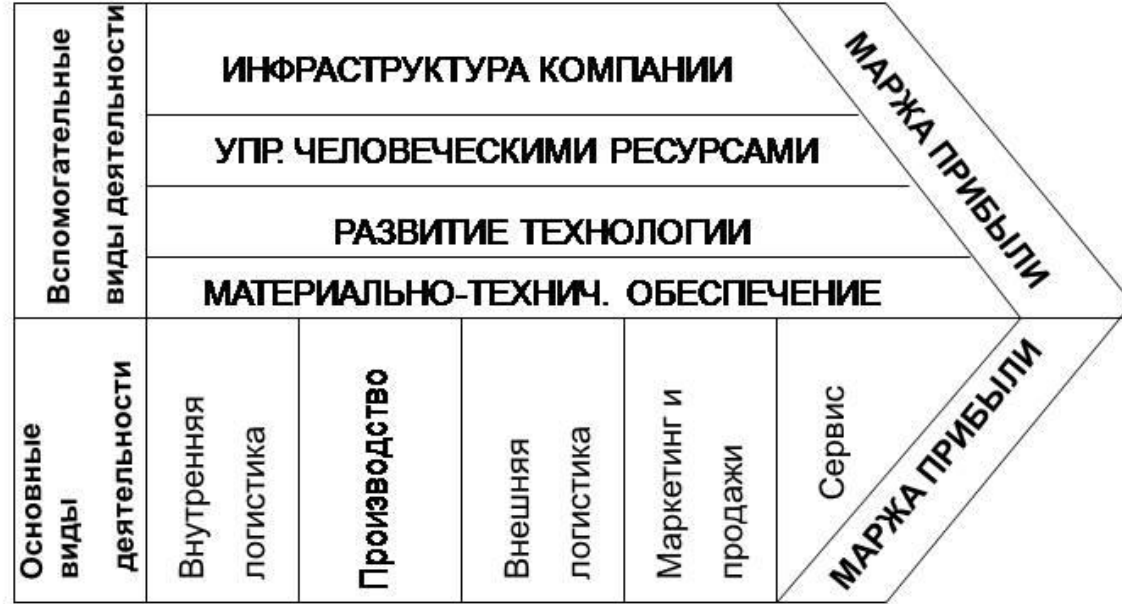 Вспомогательные
виды деятельности
ИНФРАСТРУКТУРА КОМПАНИИ
УПР. ЧЕЛОВЕЧЕСКИМИ РЕСУРСАМИ
РАЗВИТИЕ ТЕХНОЛОГИИ
МАТЕРИАЛЬНО-ТЕХНИЧ. ОБЕСПЕЧЕНИЕ
МАРЖА ПРИБЫЛИ
Основные
виды
деятельности
Внутренняя
логистика
Производство
Внешняя
логистика
Маркетинг и
продажи
Сервис
МАРЖА ПРИБЫЛИ